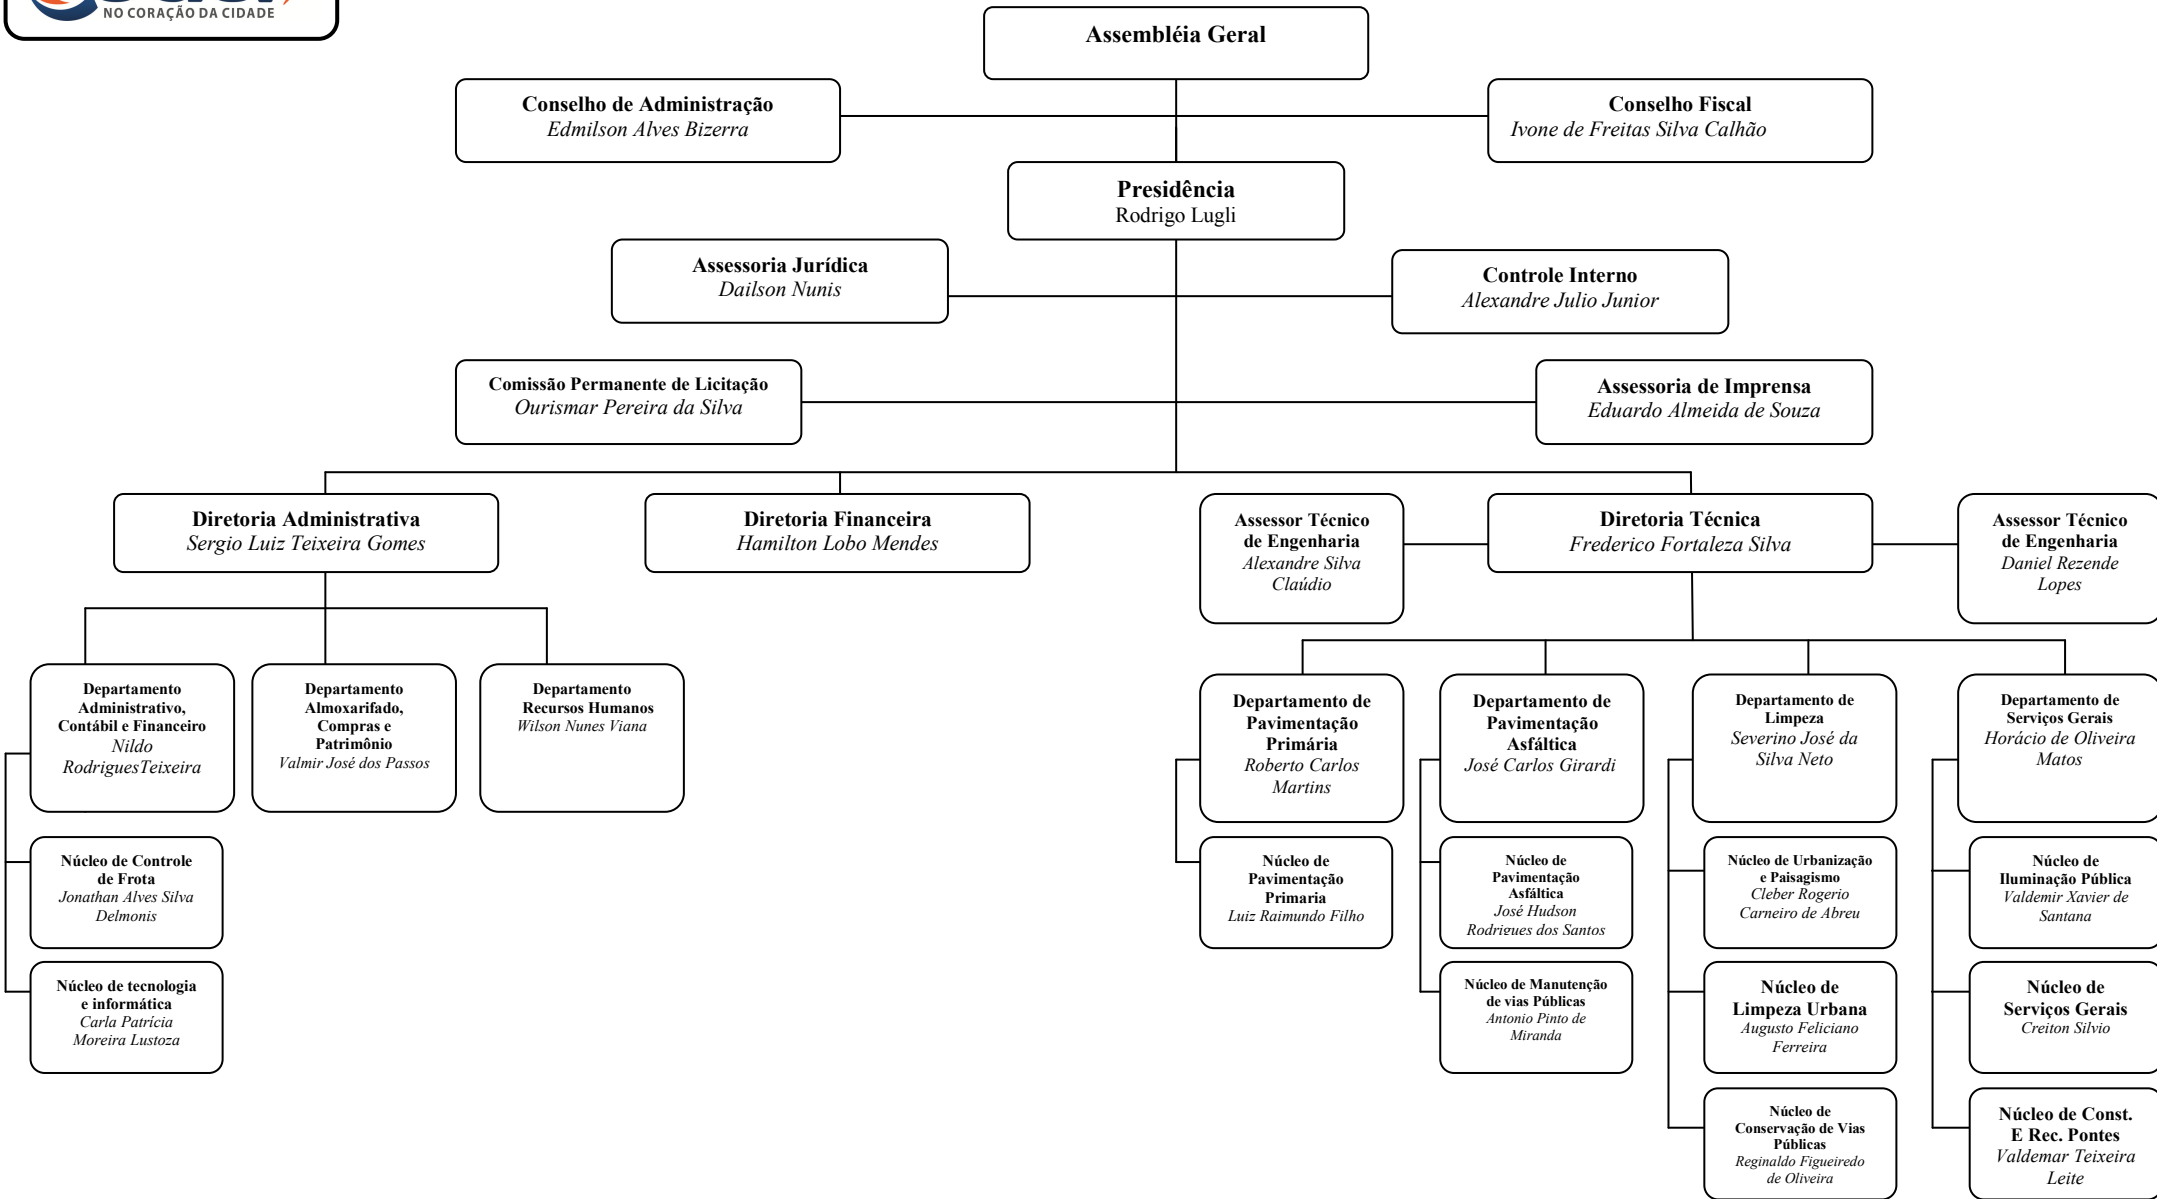 NO CORAÇÃO DA CIDADE
Assembléia Geral
Conselho de Administração
Edmilson Alves Bizerra
Conselho Fiscal
Ivone de Freitas Silva Calhão
Presidência
Rodrigo Lugli
Assessoria Jurídica
Dailson Nunis
Controle Interno
Alexandre Julio Junior
Comissão Permanente de Licitação
Ourismar Pereira da Silva
Assessoria de Imprensa
Eduardo Almeida de Souza
Diretoria Administrativa
Sergio Luiz Teixeira Gomes
Diretoria Financeira
Hamilton Lobo Mendes
Assessor Técnico
de Engenharia
Alexandre Silva
Claúdio
Diretoria Técnica
Frederico Fortaleza Silva
Assessor Técnico
de Engenharia
Daniel Rezende
Lopes
Departamento
Administrativo,
Contábil e Financeiro
Nildo
RodriguesTeixeira
Departamento
Almoxarifado,
Compras e
Patrimônio
Valmir José dos Passos
Departamento
Recursos Humanos
Wilson Nunes Viana
Departamento de
Pavimentação
Primária
Roberto Carlos
Martins
Departamento de
Pavimentação
Asfáltica
José Carlos Girardi
Departamento de
Limpeza
Severino José da
Silva Neto
Departamento de
Serviços Gerais
Horácio de Oliveira
Matos
Núcleo de Controle
de Frota
Jonathan Alves Silva
Delmonis
Núcleo de
Pavimentação
Primaria
Luiz Raimundo Filho
Núcleo de
Pavimentação
Asfáltica
José Hudson
Rodrigues dos Santos
Núcleo de Urbanização
e Paisagismo
Cleber Rogerio
Carneiro de Abreu
Núcleo de
Iluminação Pública
Valdemir Xavier de
Santana
Núcleo de tecnologia
e informática
Carla Patrícia
Moreira Lustoza
Núcleo de Manutenção
de vias Públicas
Antonio Pinto de
Miranda
Núcleo de
Limpeza Urbana
Augusto Feliciano
Ferreira
Núcleo de
Serviços Gerais
Creiton Silvio
Núcleo de
Conservação de Vias
Públicas
Reginaldo Figueiredo
de Oliveira
Núcleo de Const.
E Rec. Pontes
Valdemar Teixeira
Leite